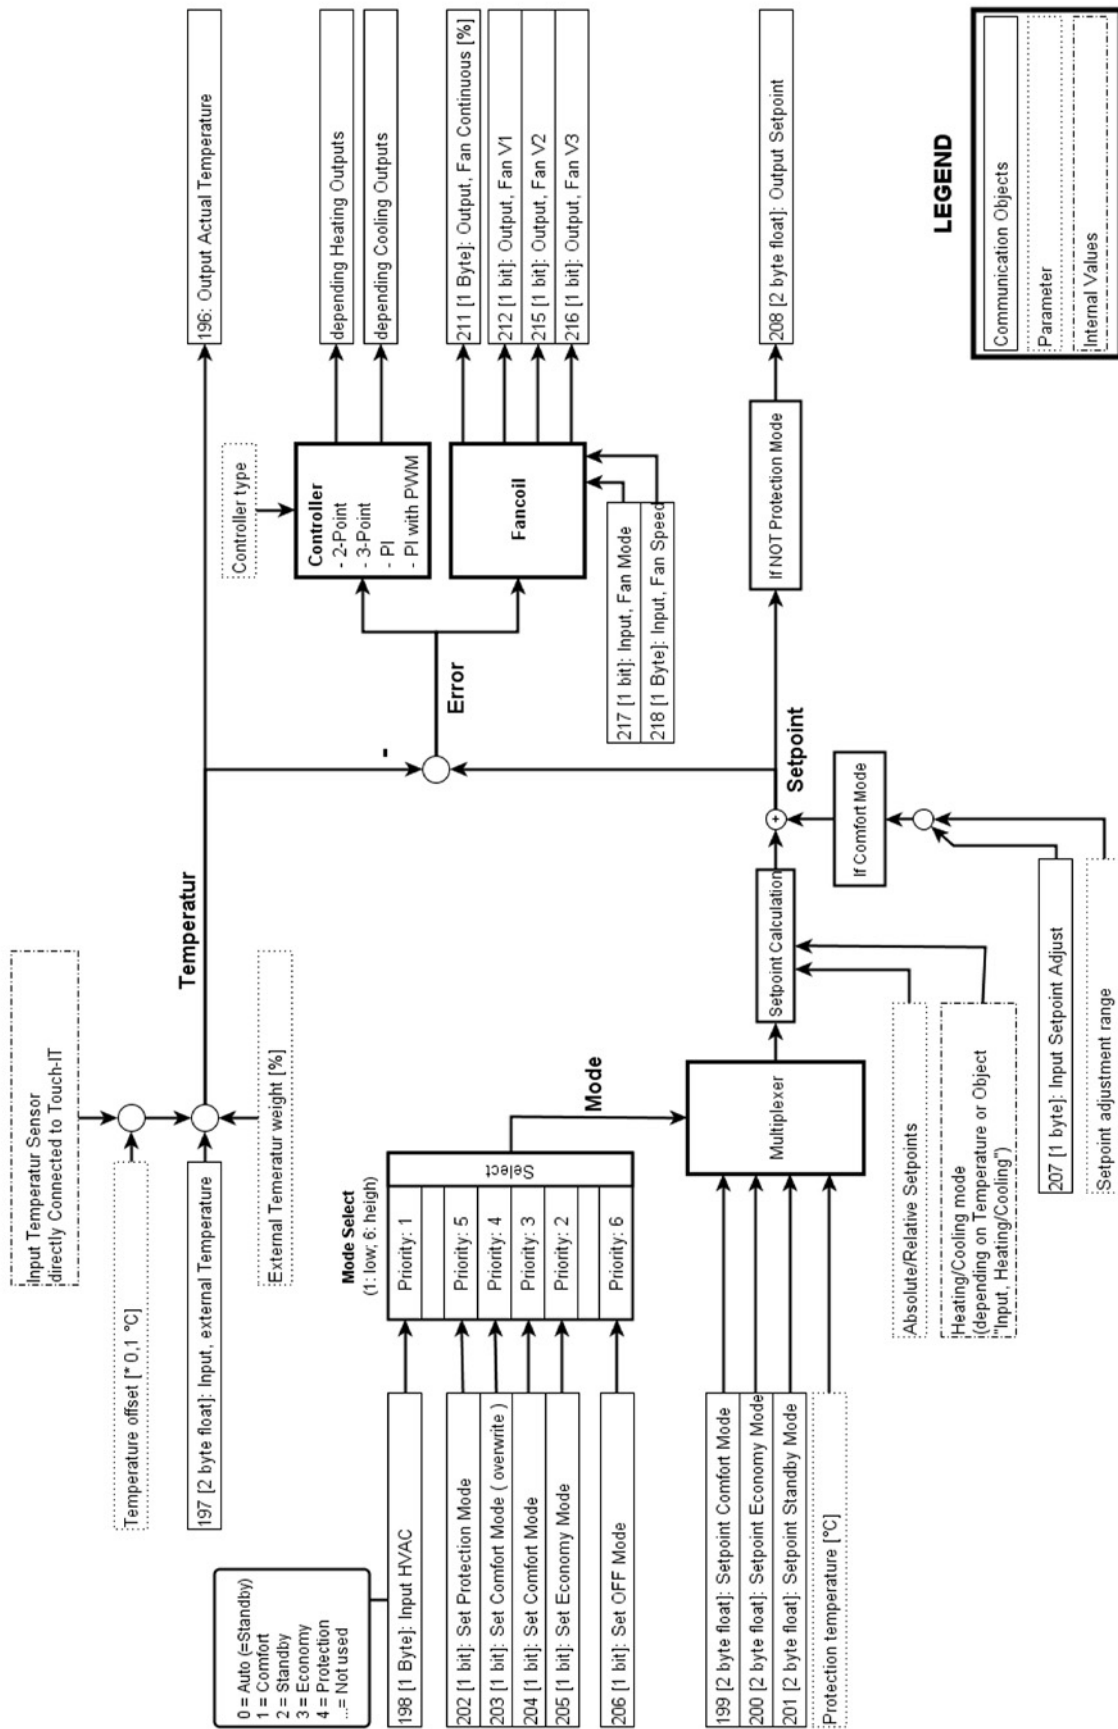 Input Temperatur Sensor
directly Connected to Touch-IT
Temperature offset [* 0,1 °C]
197 [2 byte float]: Input, external Temperature
External Temeratur weight [%]
Temperatur
196: Output Actual Temperature
0 = Auto (=Standby)
1 = Comfort
2 = Standby
3 = Economy
4 = Protection
...= Not used
Mode Select
(1: low; 6: heigh)
198 [1 Byte]: Input HVAC
202 [1 bit]: Set Protection Mode
203 [1 bit]: Set Comfort Mode ( overwrite )
204 [1 bit]: Set Comfort Mode
205 [1 bit]: Set Economy Mode
206 [1 bit]: Set OFF Mode
Priority: 1
Priority: 5
Priority: 4
Priority: 3
Priority: 2
Priority: 6
Select
Mode
-
Error
Controller type
Controller
- 2-Point
- 3-Point
- PI
- PI with PWM
depending Heating Outputs
depending Cooling Outputs
Fancoil
211 [1 Byte]: Output, Fan Continuous [%]
212 [1 bit]: Output, Fan V1
215 [1 bit]: Output, Fan V2
216 [1 bit]: Output, Fan V3
217 [1 bit]: Input, Fan Mode
218 [1 Byte]: Input, Fan Speed
199 [2 byte float]: Setpoint Comfort Mode
200 [2 byte float]: Setpoint Economy Mode
201 [2 byte float]: Setpoint Standby Mode
Protection temperature [°C]
Multiplexer
Setpoint Calculation
+
Setpoint
If NOT Protection Mode
208 [2 byte float]: Output Setpoint
If Comfort Mode
Absolute/Relative Setpoints
Heating/Cooling mode
(depending on Temperature or Object
"Input, Heating/Cooling")
207 [1 byte]: Input Setpoint Adjust
Setpoint adjustment range
LEGEND
Communication Objects
Parameter
Internal Values